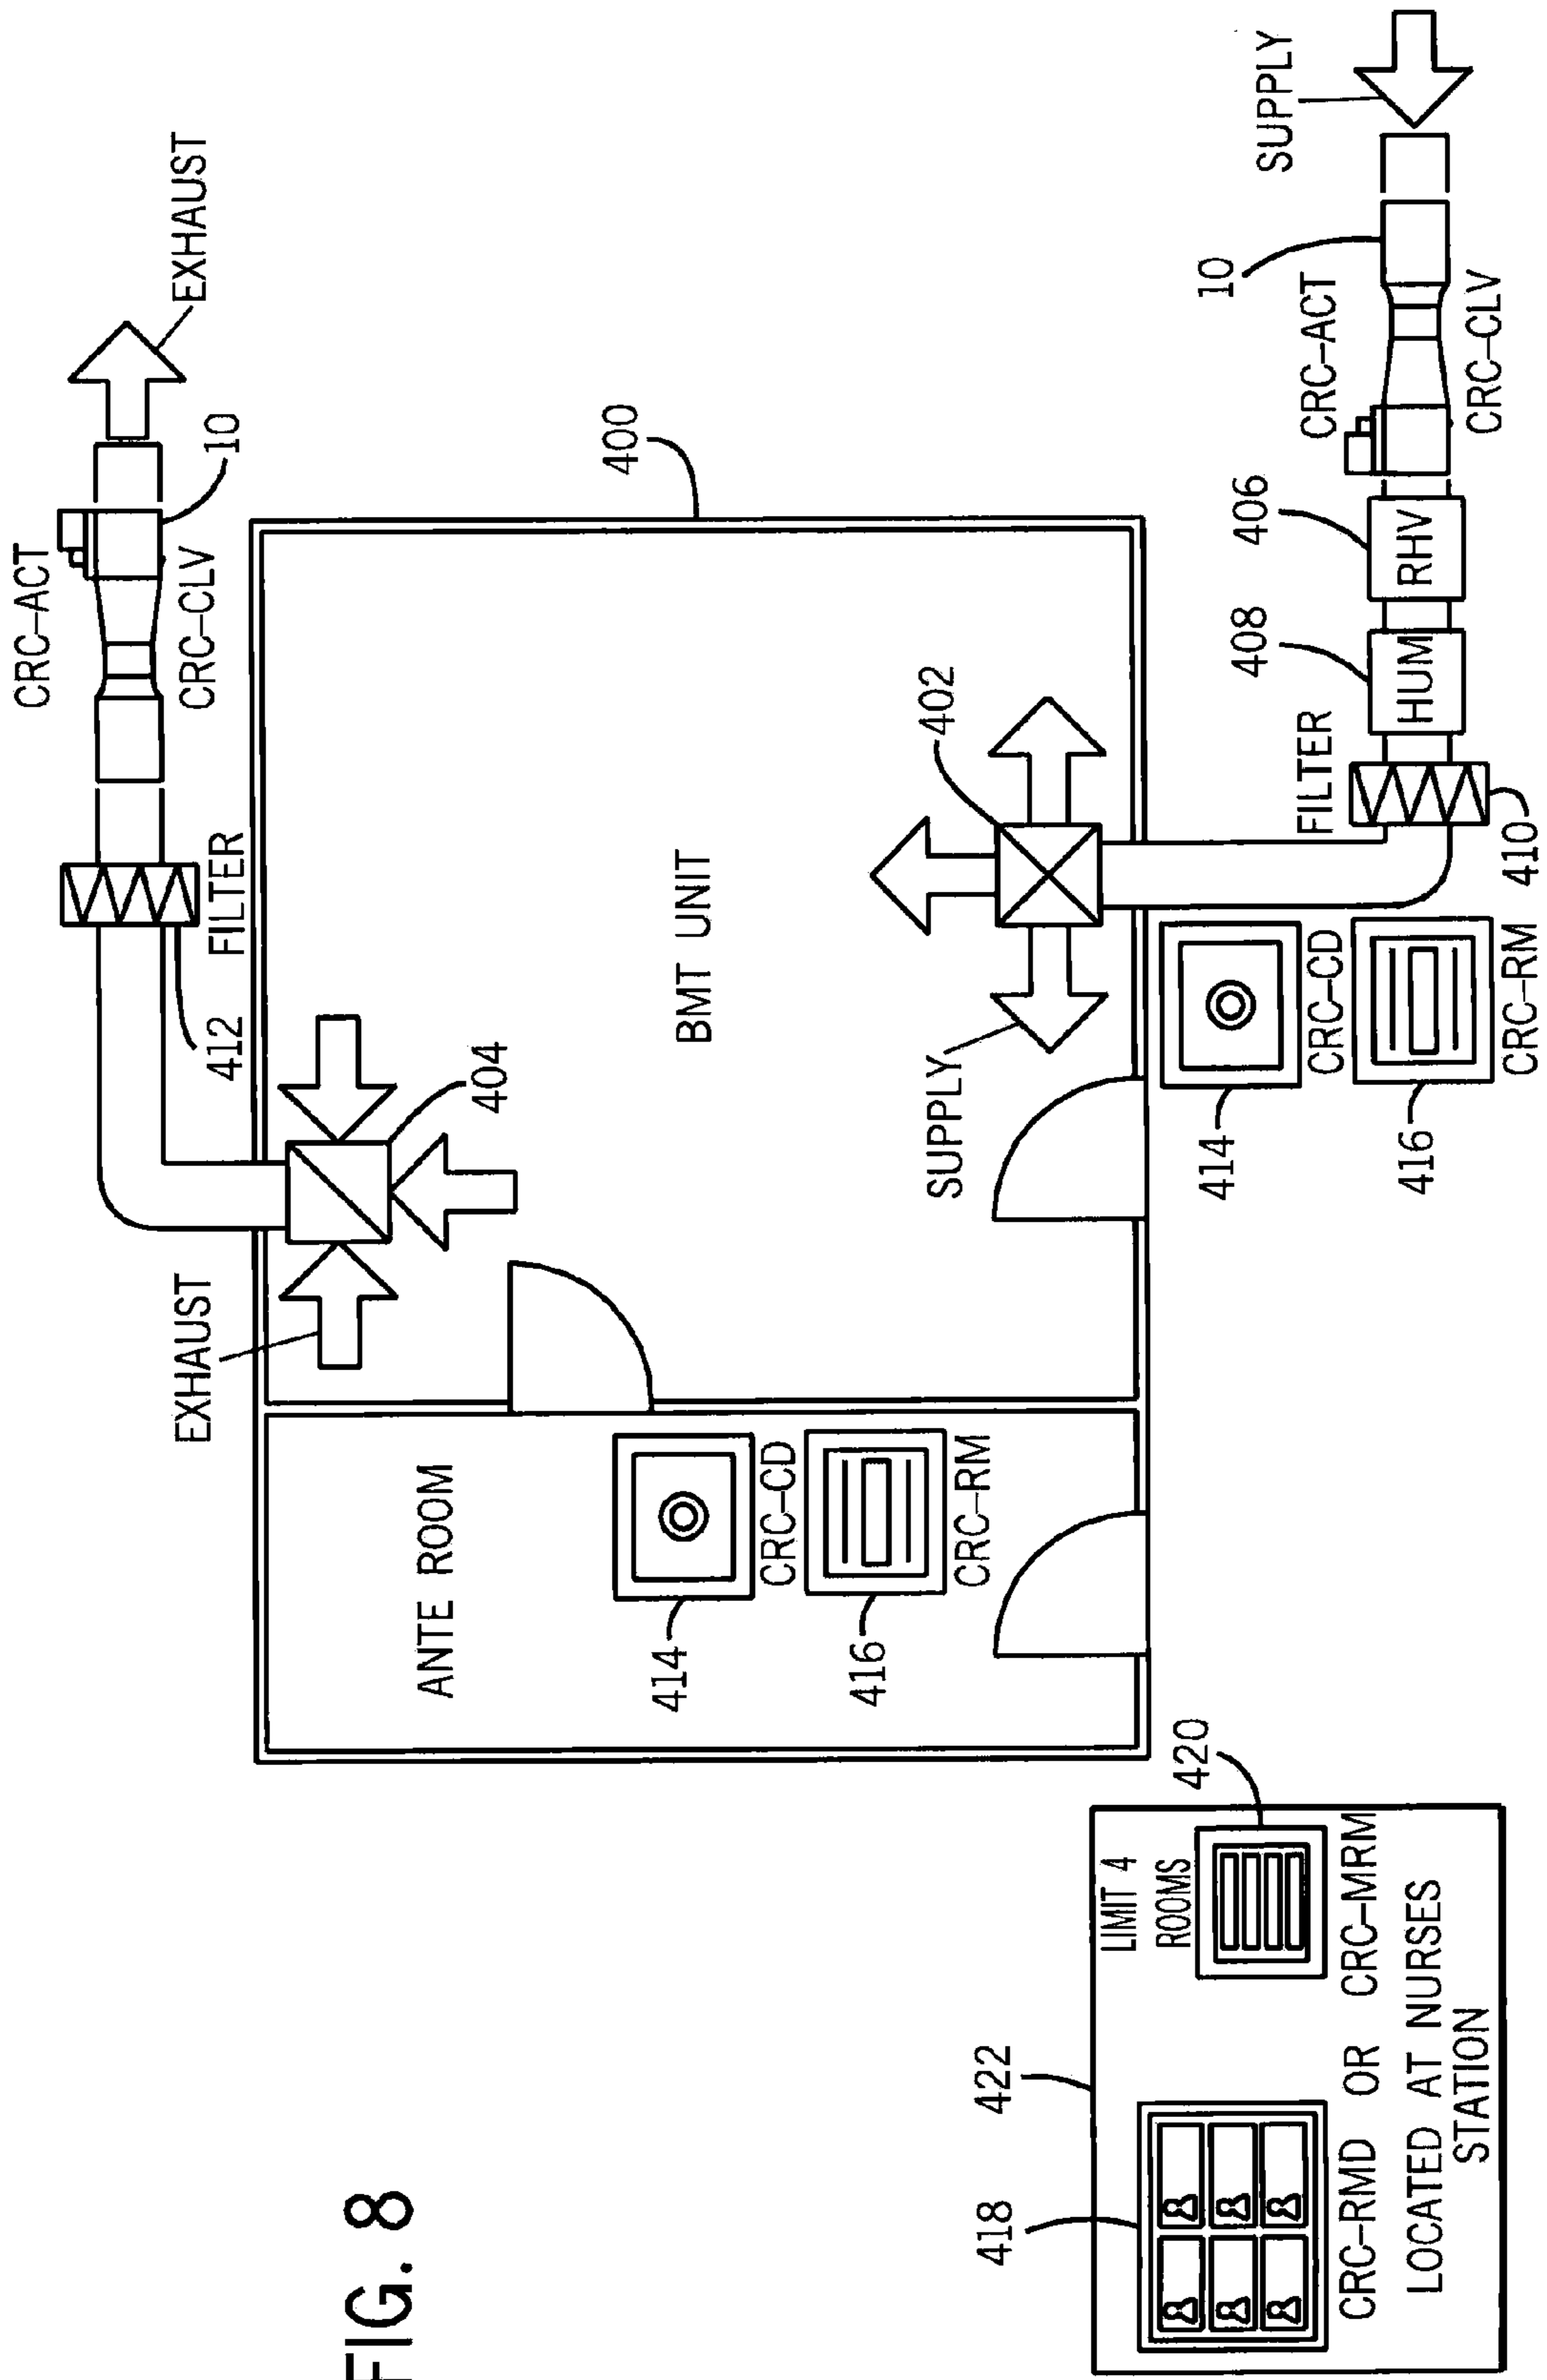 FIG. 8
CRC-ACT
EXHAUST
10
CRC-CLV
FILTER
412
EXHAUST
404
400
ANTE ROOM
BMT UNIT
414
CRC-CD
416
CRC-RM
SUPPLY
402
414
CRC-CD
416
CRC-RM
FILTER
410
408
HUM
406
RHV
CRC-ACT
10
CRC-CLV
SUPPLY
422
418
420
LIMIT 4
ROOMS
CRC-RMD OR CRC-MRM
LOCATED AT NURSES
STATION